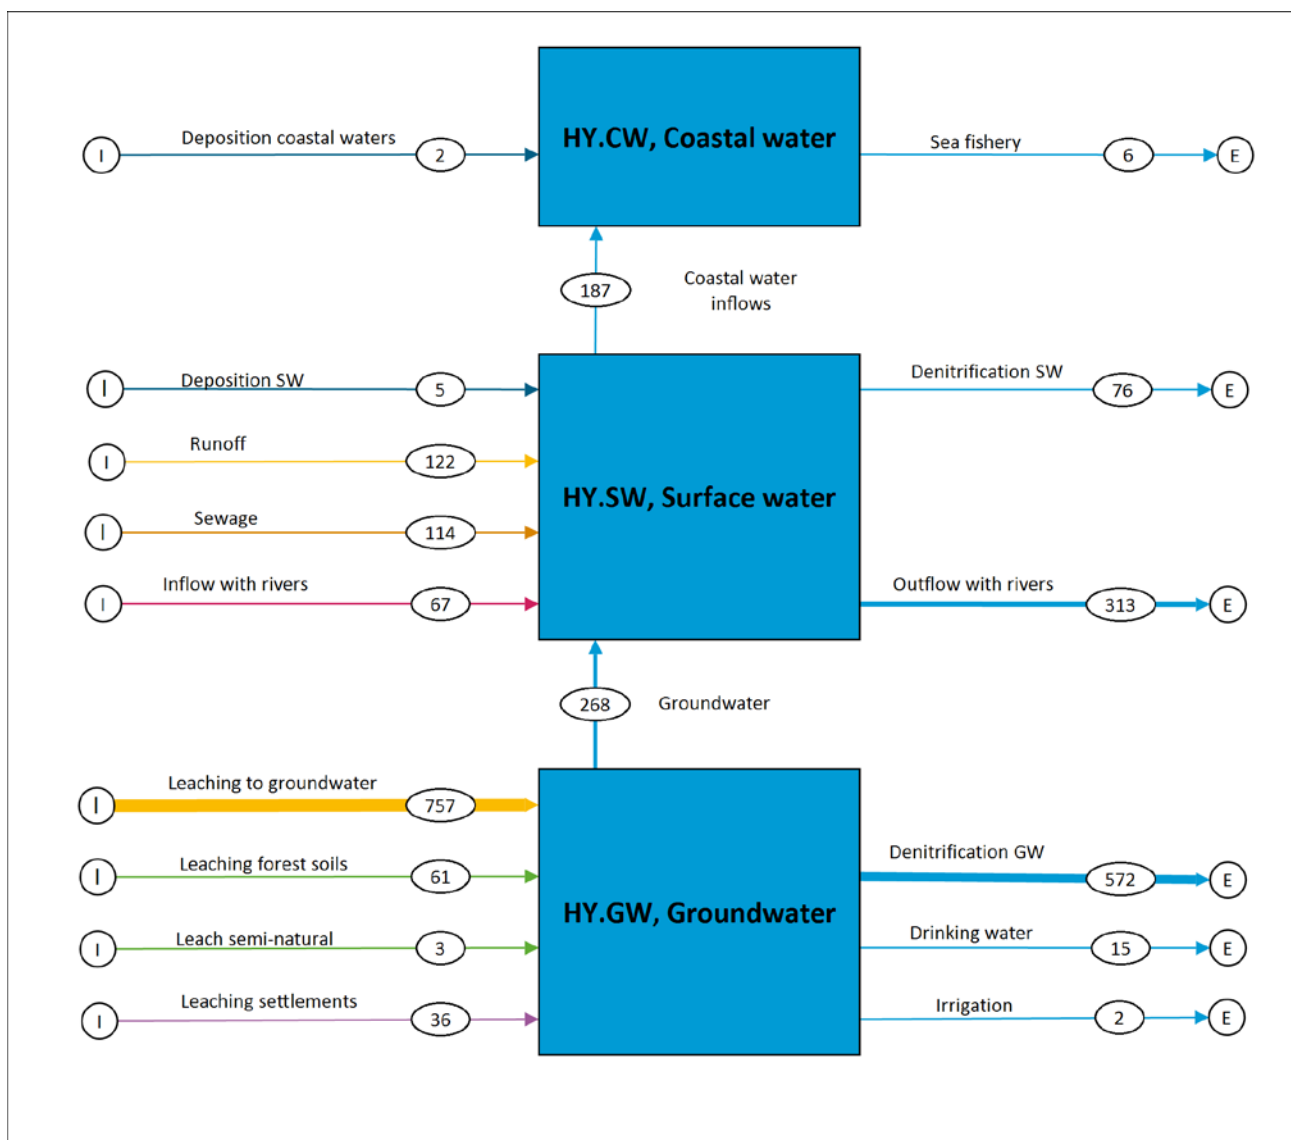 HY.CW, Coastal water
Deposition coastal waters
I
2
Sea fishery
6
E
187
Coastal water
inflows
HY.SW, Surface water
Deposition SW
I
5
Runoff
I
122
Sewage
I
114
Inflow with rivers
I
67
Denitrification SW
76
E
Outflow with rivers
313
E
268
Groundwater
HY.GW, Groundwater
Leaching to groundwater
I
757
Leaching forest soils
I
61
Leach semi-natural
I
3
Leaching settlements
I
36
Denitrification GW
572
E
Drinking water
15
E
Irrigation
2
E